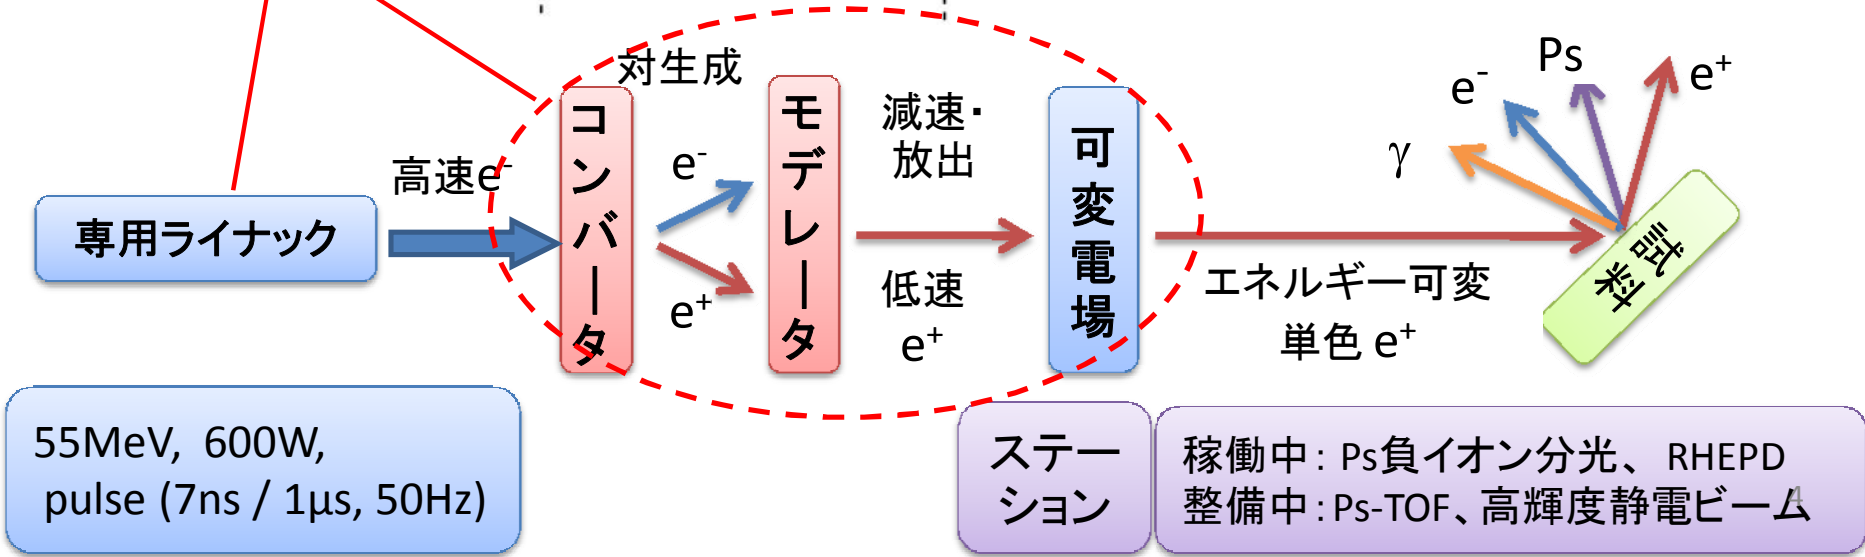 対生成
Ps
e⁺
e⁻
γ
コンバータ
モデレータ
減速・
放出
可変電場
高速e⁻
e⁻
専用ライナック
試料
e⁺
低速
e⁺
エネルギー可変
単色 e⁺
55MeV, 600W,
pulse (7ns / 1μs, 50Hz)
ステー
ション
稼働中: Ps負イオン分光、 RHEPD
整備中: Ps-TOF、高輝度静電ビーム
4